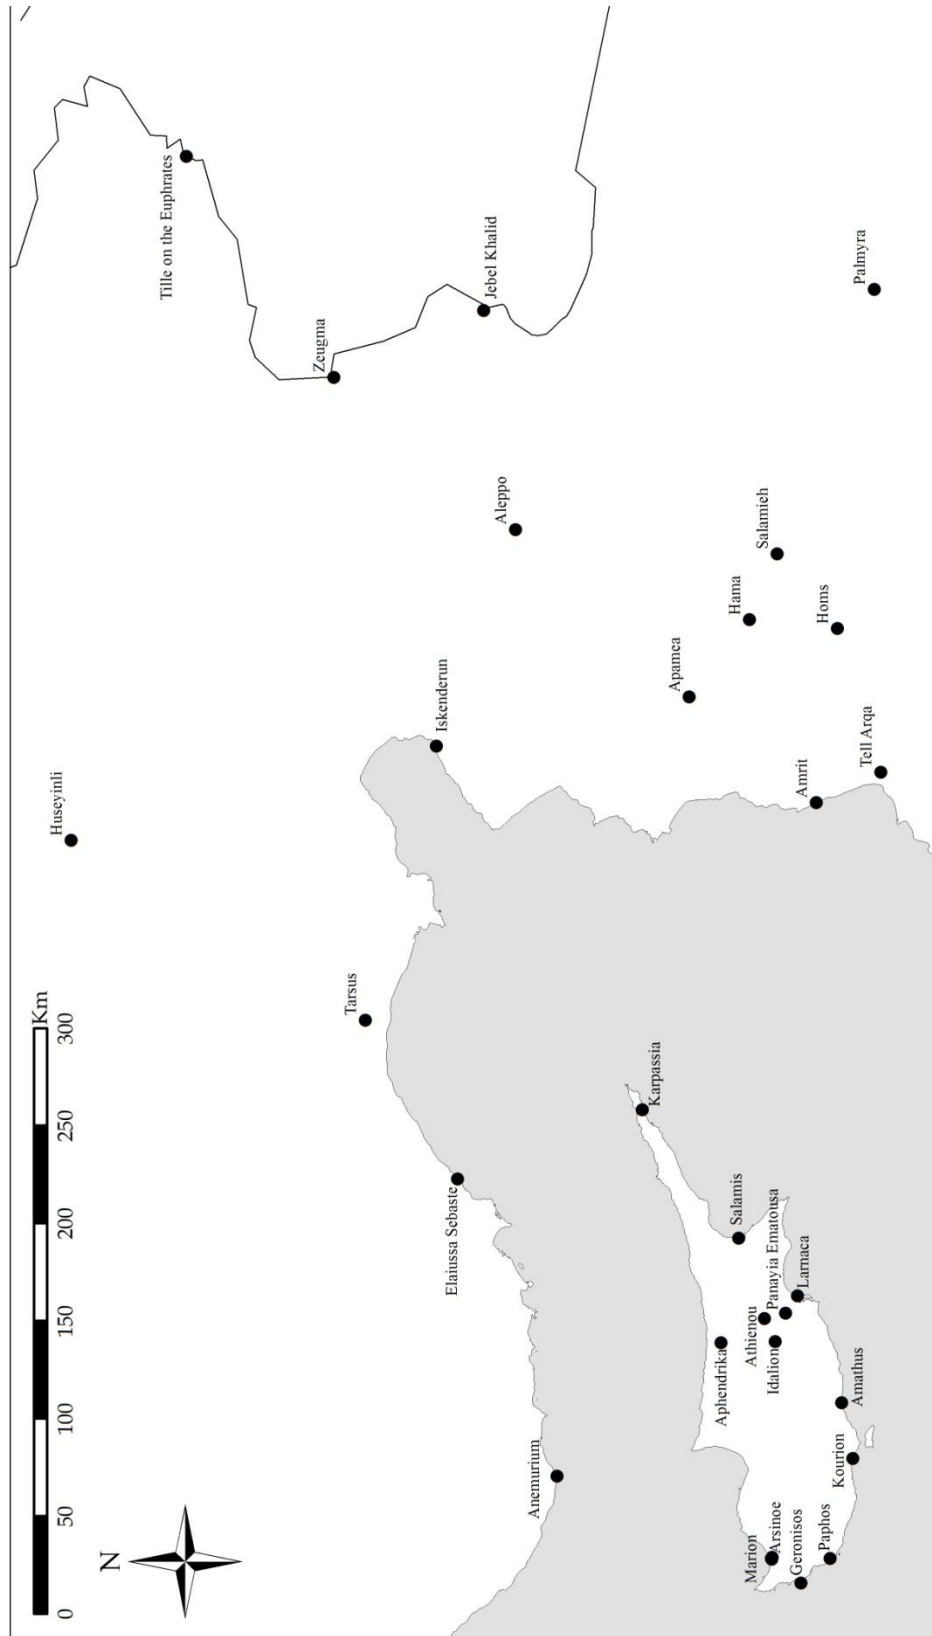 N
0 50 100 150 200 250 300 Km
Huseyinli
Tille on the Euphrates
Zeugma
Tarsus
Iskenderun
Elaiussa Sebaste
Jebel Khalid
Aleppo
Anemurium
Karpassia
Apamea
Aphendrika
Salamis
Hama
Marion
Arsinoe
Athienou
Idalion
Panayia Ematousa
Larnaca
Salamieh
Geronisos
Paphos
Kourion
Amathus
Amrit
Homs
Tell Arqa
Palmyra